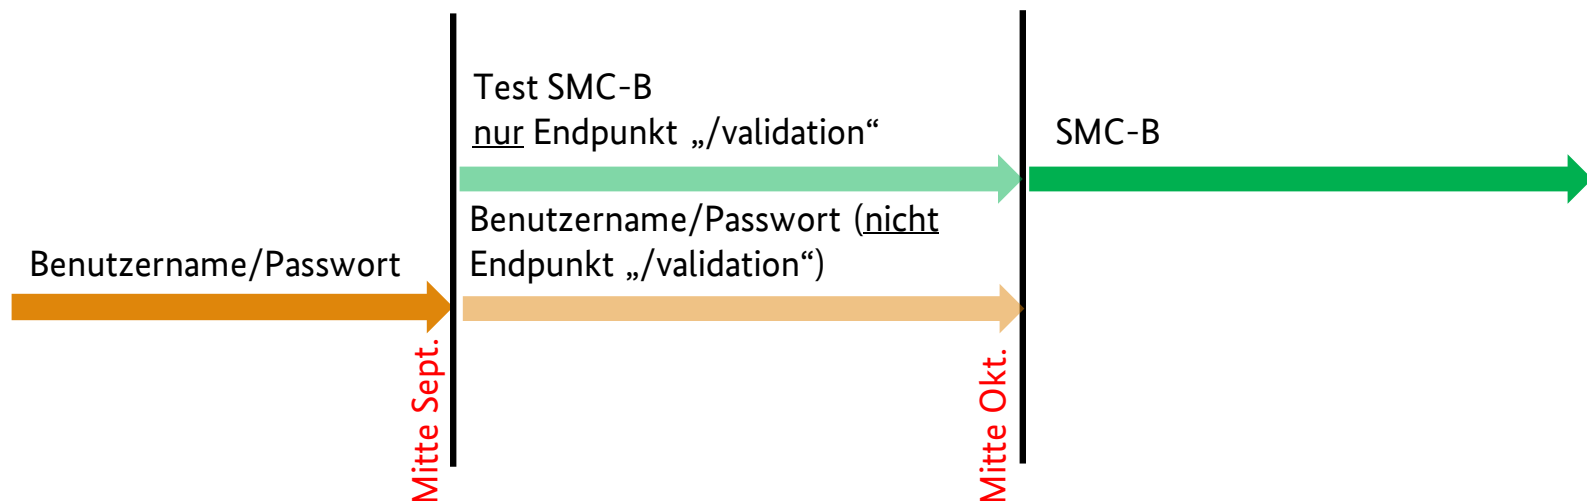 Benutzername/Passwort
Mitte Sept.
Test SMC-B
nur Endpunkt „/validation“
Benutzername/Passwort (nicht
Endpunkt „/validation“)
Mitte Okt.
SMC-B